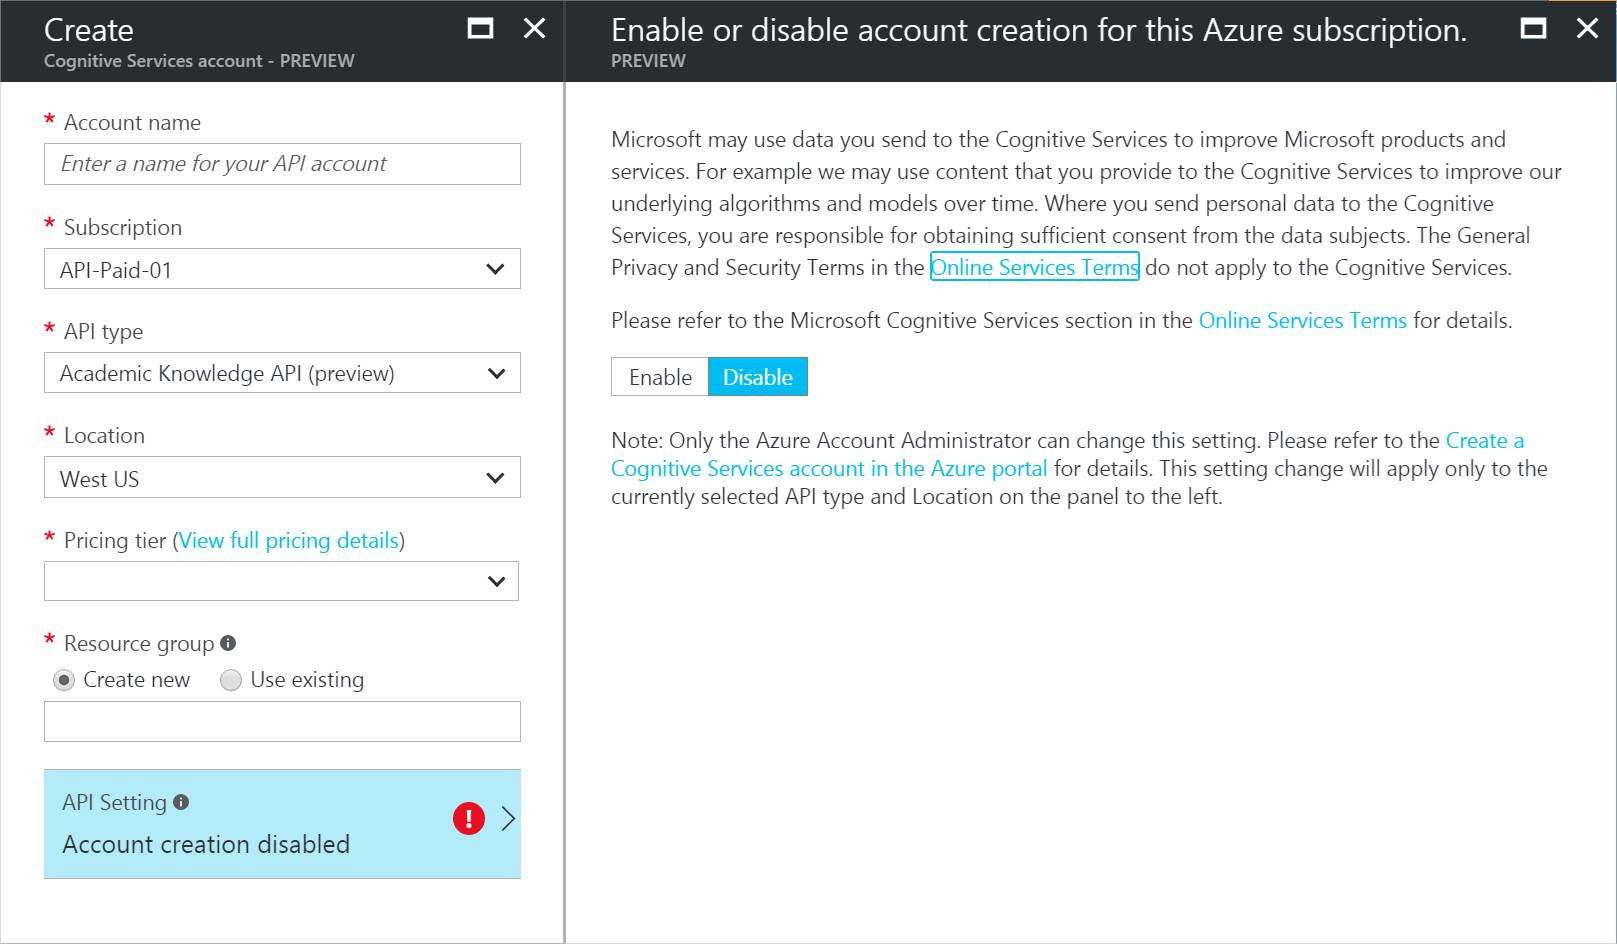 Create
Cognitive Services account - PREVIEW
* Account name
Enter a name for your API account
* Subscription
API-Paid-01
* API type
Academic Knowledge API (preview)
* Location
West US
* Pricing tier (View full pricing details)
* Resource group
Create new Use existing
API Setting
Account creation disabled
Enable or disable account creation for this Azure subscription.
PREVIEW
Microsoft may use data you send to the Cognitive Services to improve Microsoft products and
services. For example we may use content that you provide to the Cognitive Services to improve our
underlying algorithms and models over time. Where you send personal data to the Cognitive
Services, you are responsible for obtaining sufficient consent from the data subjects. The General
Privacy and Security Terms in the Online Services Terms do not apply to the Cognitive Services.
Please refer to the Microsoft Cognitive Services section in the Online Services Terms for details.
Enable Disable
Note: Only the Azure Account Administrator can change this setting. Please refer to the Create a
Cognitive Services account in the Azure portal for details. This setting change will apply only to the
currently selected API type and Location on the panel to the left.